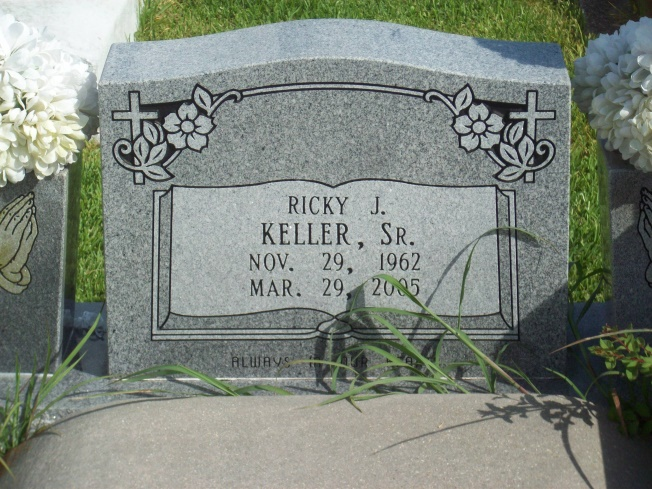 RICKY J.
KELLER, SR.
NOV. 29, 1962
MAR. 29, 2005
ALWAYS